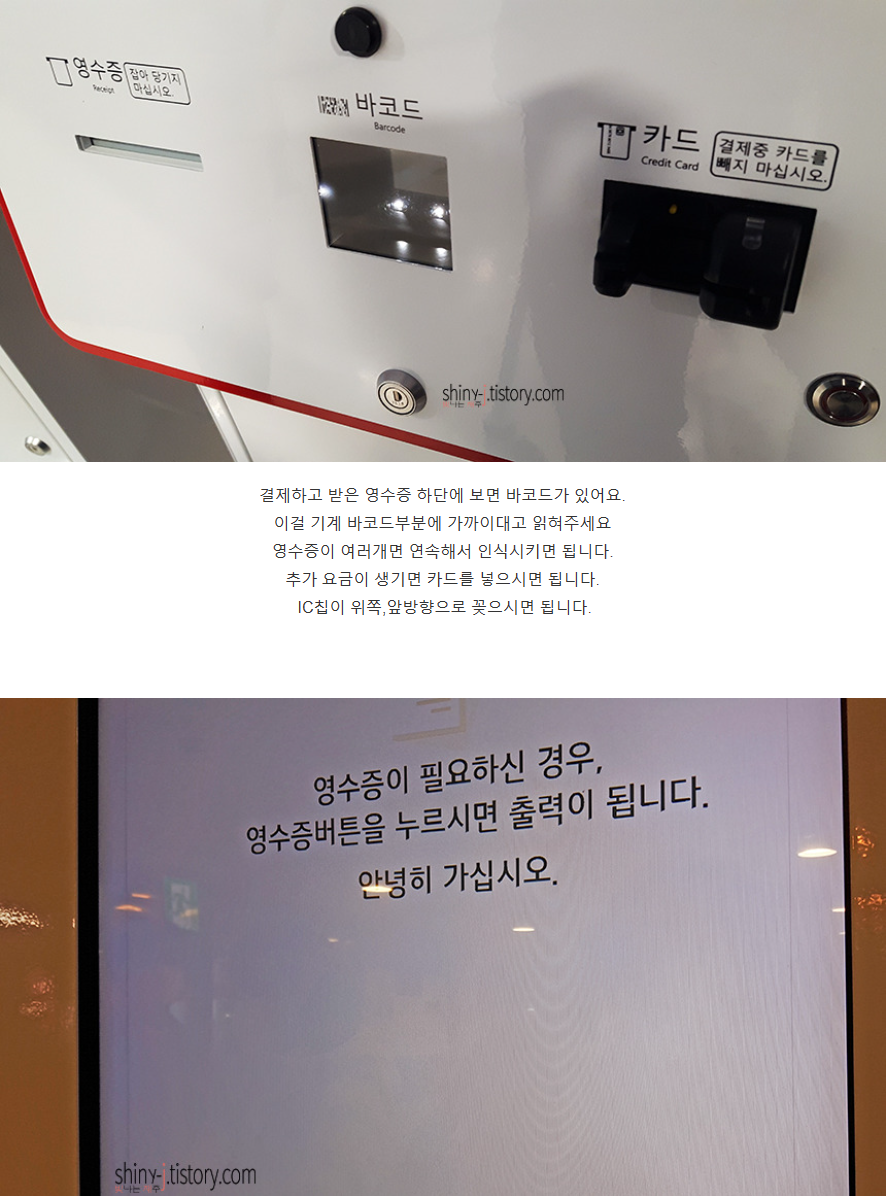 영수증
Receipt
잡아 당기지
마십시오.
바코드
Barcode
카드
Credit Card
결제중 카드를
빼지 마십시오.
shiny-j.tistory.com
결제하고 받은 영수증 하단에 보면 바코드가 있어요.
이걸 기계 바코드부분에 가까이대고 읽혀주세요
영수증이 여러개면 연속해서 인식시키면 됩니다.
추가 요금이 생기면 카드를 넣으시면 됩니다.
IC칩이 위쪽,앞방향으로 꽂으시면 됩니다.
영수증이 필요하신 경우,
영수증버튼을 누르시면 출력이 됩니다.
안녕히 가십시오.
shiny-j.tistory.com